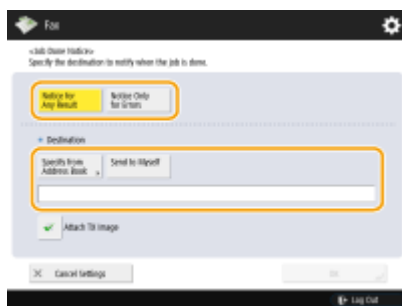 Fax
<Job Done Notice>
Specify the destination to notify when the job is done.
Notice for
Any Result
Notice Only
for Errors
Destination
Specify from
Address Book
Send to Myself
Attach TX Image
Cancel Settings
OK
Log Out